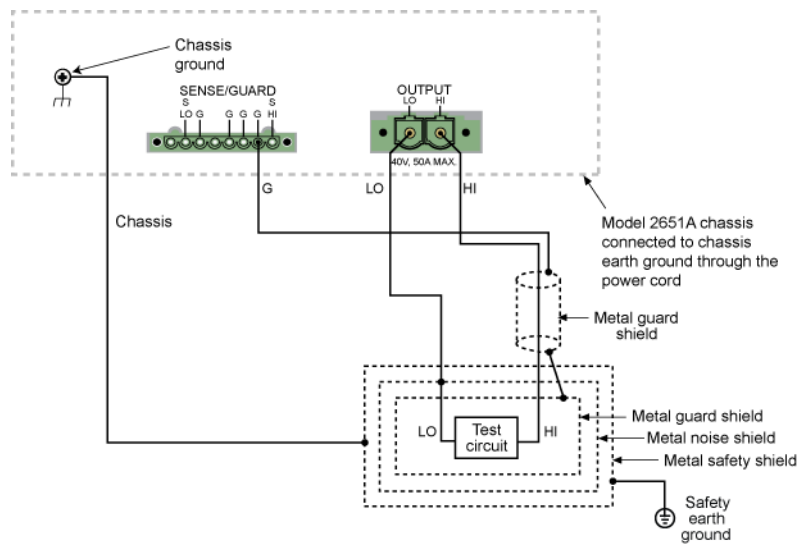 Chassis
ground
SENSE/GUARD
S S
LO G G G G HI
OUTPUT
LO HI
40V, 50A MAX.
G
LO
HI
Chassis
Model 2651A chassis
connected to chassis
earth ground through the
power cord
Metal guard
shield
LO
Test
circuit
HI
Metal guard shield
Metal noise shield
Metal safety shield
Safety
earth
ground